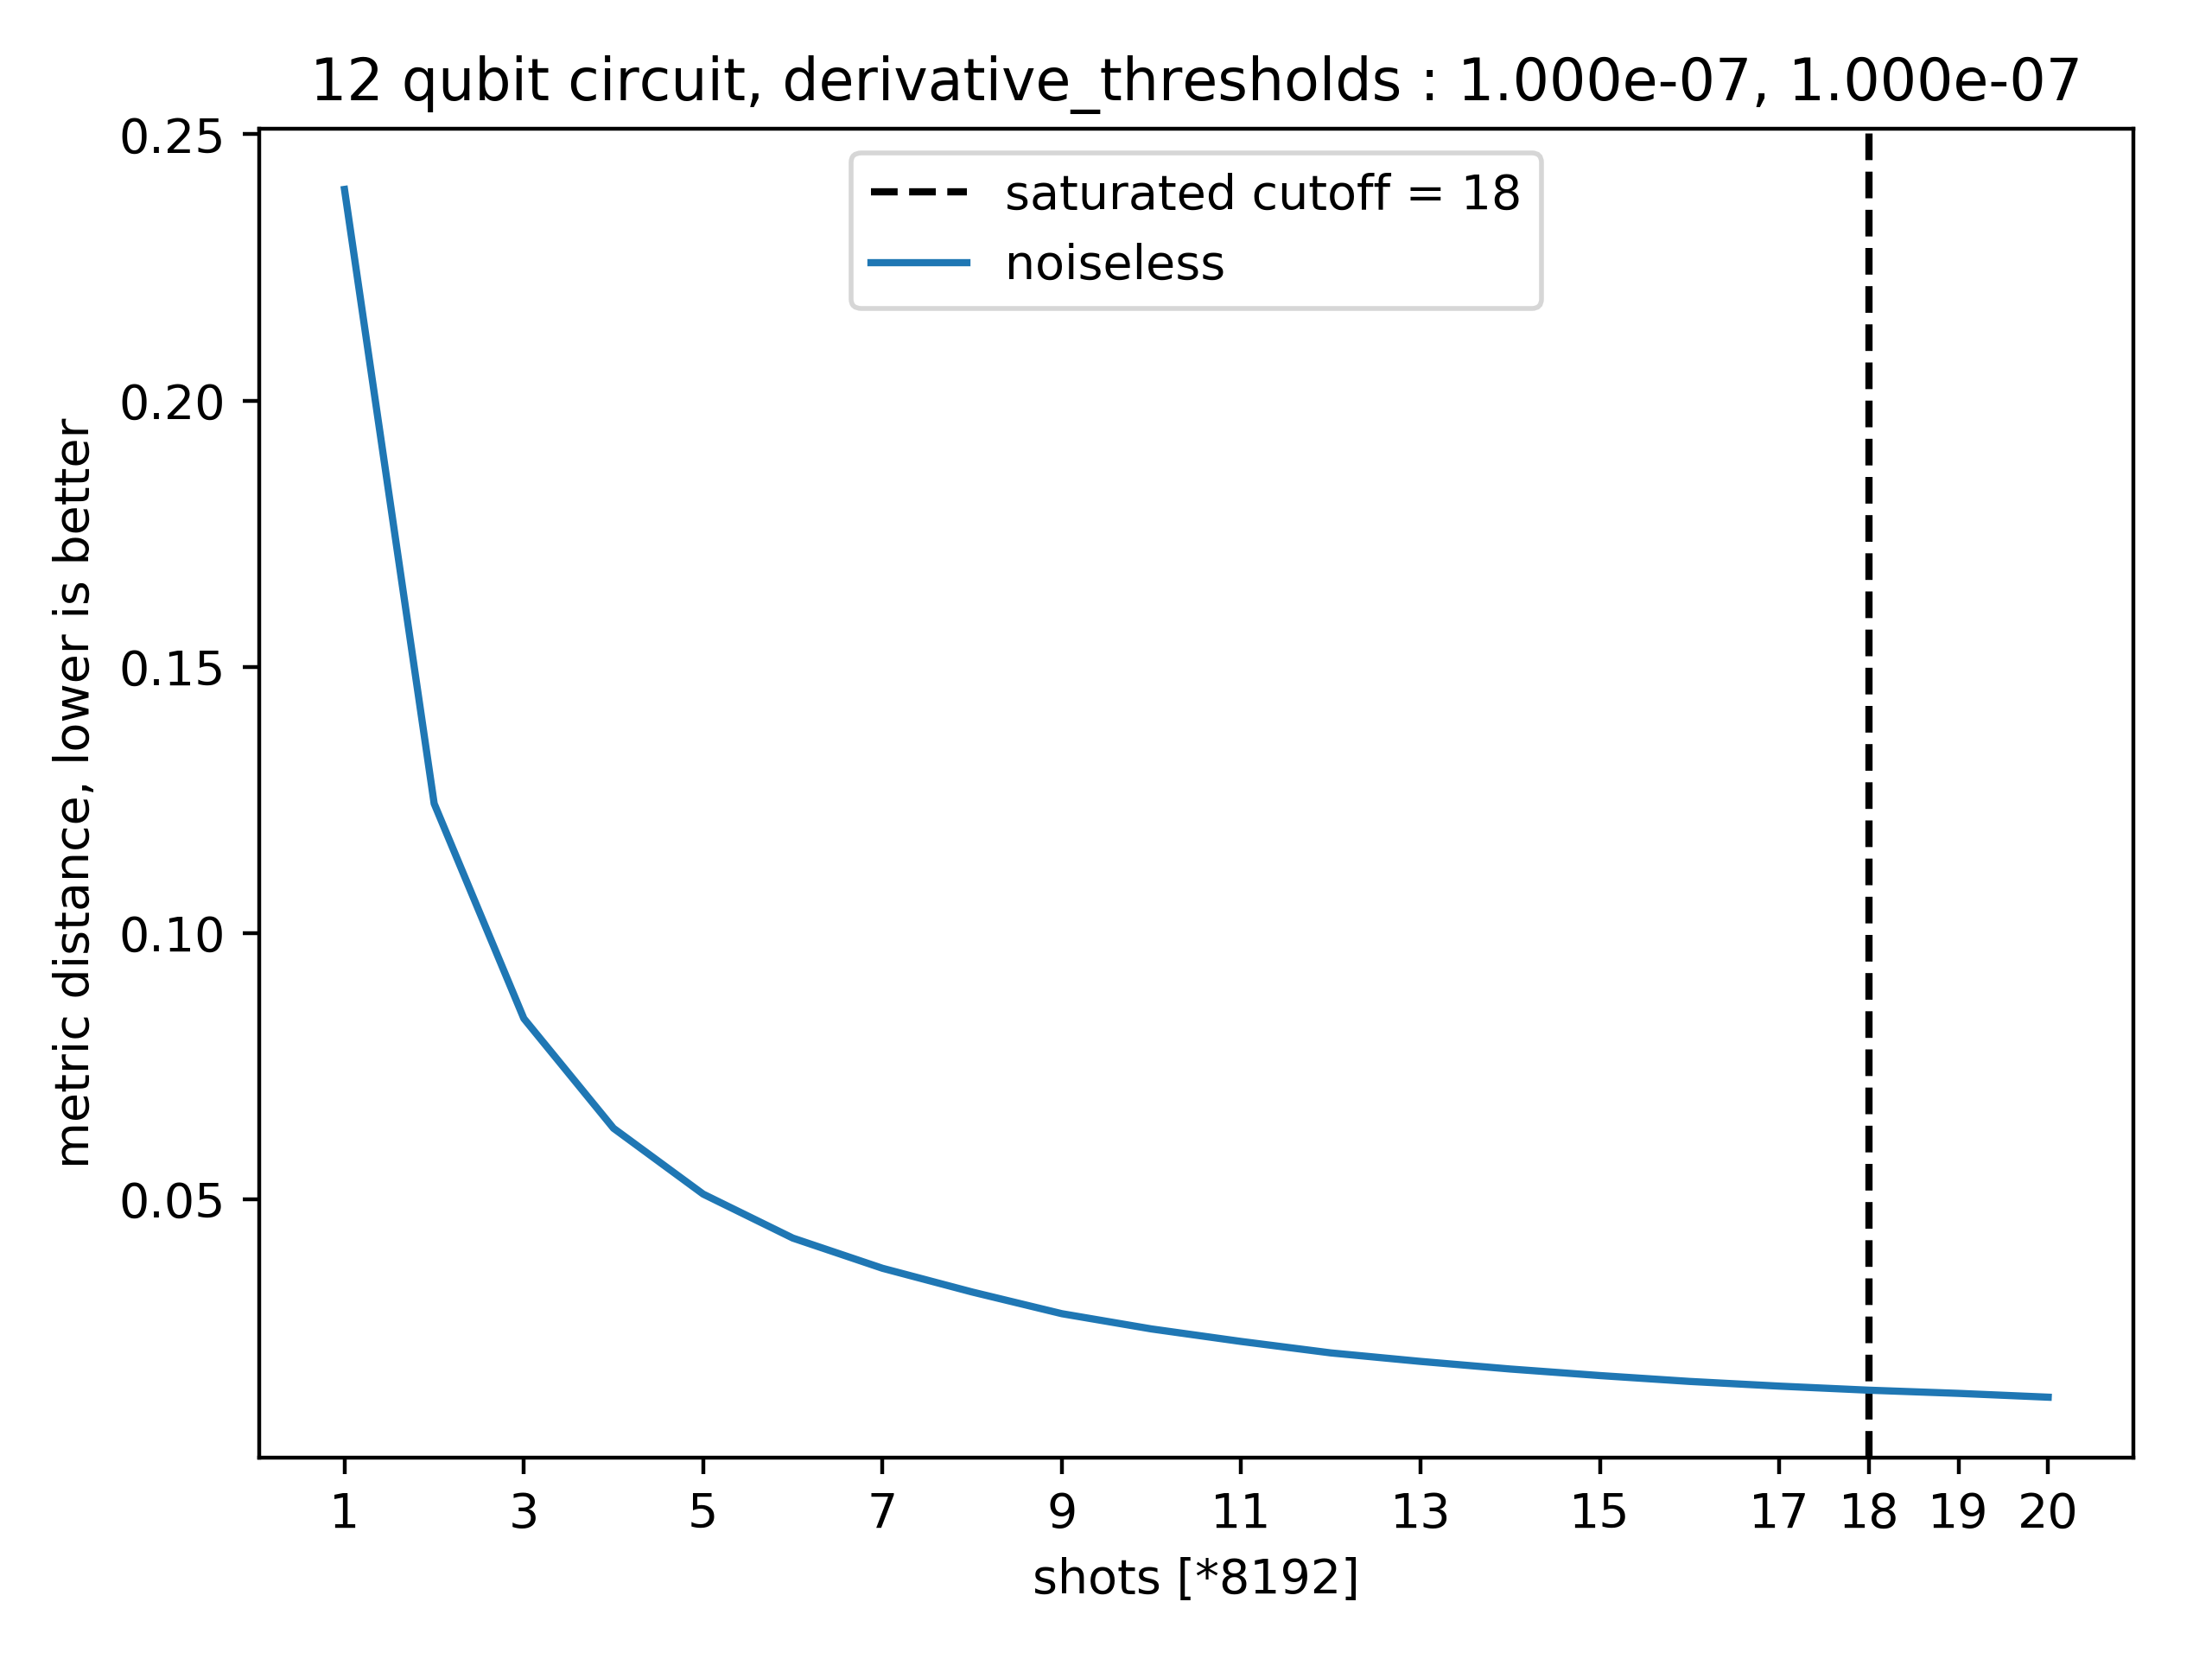 12 qubit circuit, derivative_thresholds : 1.000e-07, 1.000e-07
saturated cutoff = 18
noiseless
metric distance, lower is better
0.25
0.20
0.15
0.10
0.05
1 3 5 7 9 11 13 15 17 18 19 20
shots [*8192]